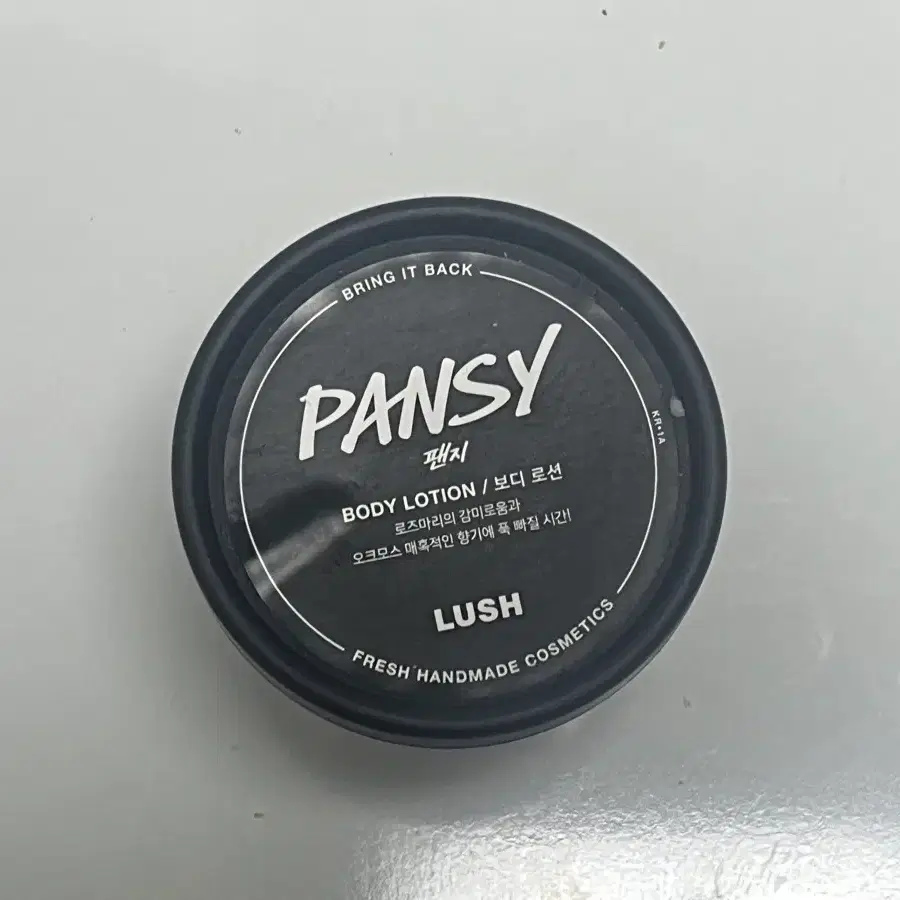 BRING IT BACK
PANSY
팬지
BODY LOTION / 보디 로션
로즈마리의 감미로움과
오크모스 매혹적인 향기에 푹 빠질 시간!
LUSH
FRESH HANDMADE COSMETICS
KR•1A